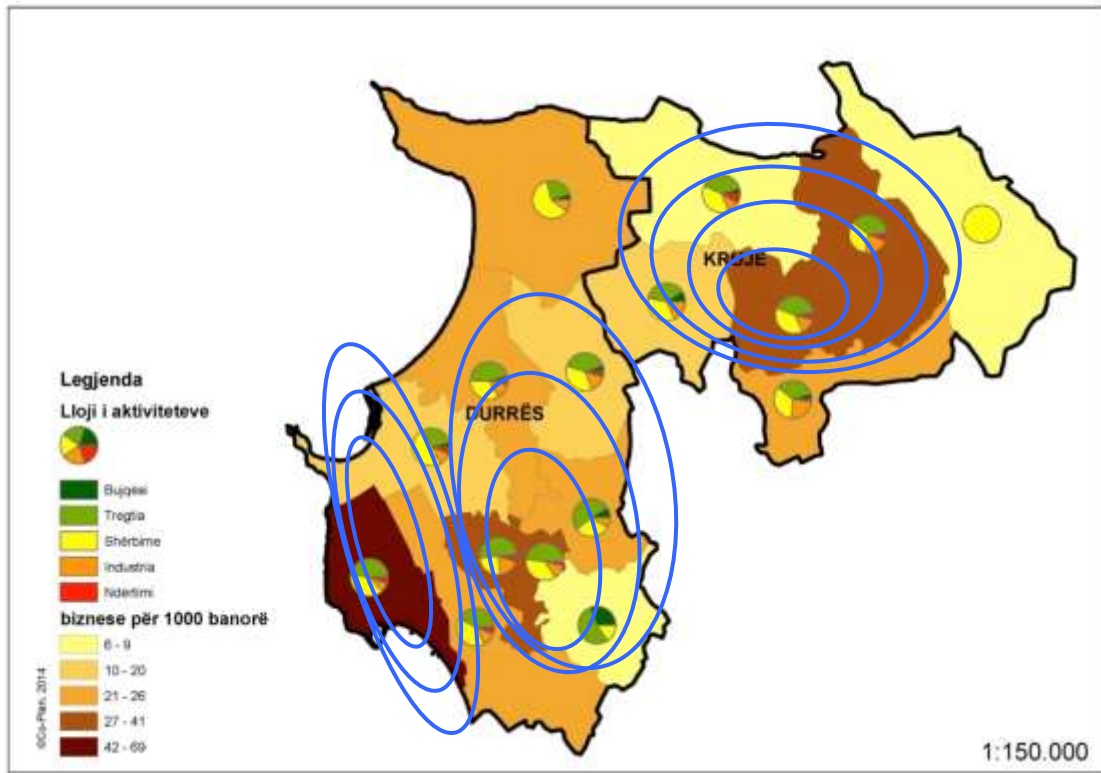 KRUJË
DURRËS
Legjenda
Lloji i aktiviteteve
Bujqësi
Tregtia
Shërbime
Industria
Ndërtimi
biznese për 1000 banorë
6 - 9
10 - 20
21 - 26
27 - 41
42 - 69
©Co-Plan, 2014
1:150.000